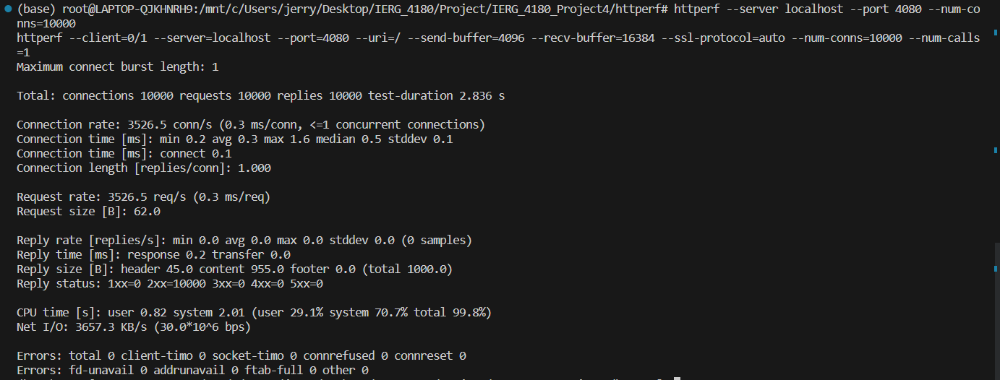 (base) root@LAPTOP-QJKHNRH9:/mnt/c/Users/jerry/Desktop/IERG_4180/Project/IERG_4180_Project4/httperf# httperf --server localhost --port 4080 --num-co
nns=10000
httperf --client=0/1 --server=localhost --port=4080 --uri=/ --send-buffer=4096 --recv-buffer=16384 --ssl-protocol=auto --num-conns=10000 --num-calls
=1
Maximum connect burst length: 1
Total: connections 10000 requests 10000 replies 10000 test-duration 2.836 s
Connection rate: 3526.5 conn/s (0.3 ms/conn, <=1 concurrent connections)
Connection time [ms]: min 0.2 avg 0.3 max 1.6 median 0.5 stddev 0.1
Connection time [ms]: connect 0.1
Connection length [replies/conn]: 1.000
Request rate: 3526.5 req/s (0.3 ms/req)
Request size [B]: 62.0
Reply rate [replies/s]: min 0.0 avg 0.0 max 0.0 stddev 0.0 (0 samples)
Reply time [ms]: response 0.2 transfer 0.0
Reply size [B]: header 45.0 content 955.0 footer 0.0 (total 1000.0)
Reply status: 1xx=0 2xx=10000 3xx=0 4xx=0 5xx=0
CPU time [s]: user 0.82 system 2.01 (user 29.1% system 70.7% total 99.8%)
Net I/O: 3657.3 KB/s (30.0*10^6 bps)
Errors: total 0 client-timo 0 socket-timo 0 connrefused 0 connreset 0
Errors: fd-unavail 0 addrunavail 0 ftab-full 0 other 0